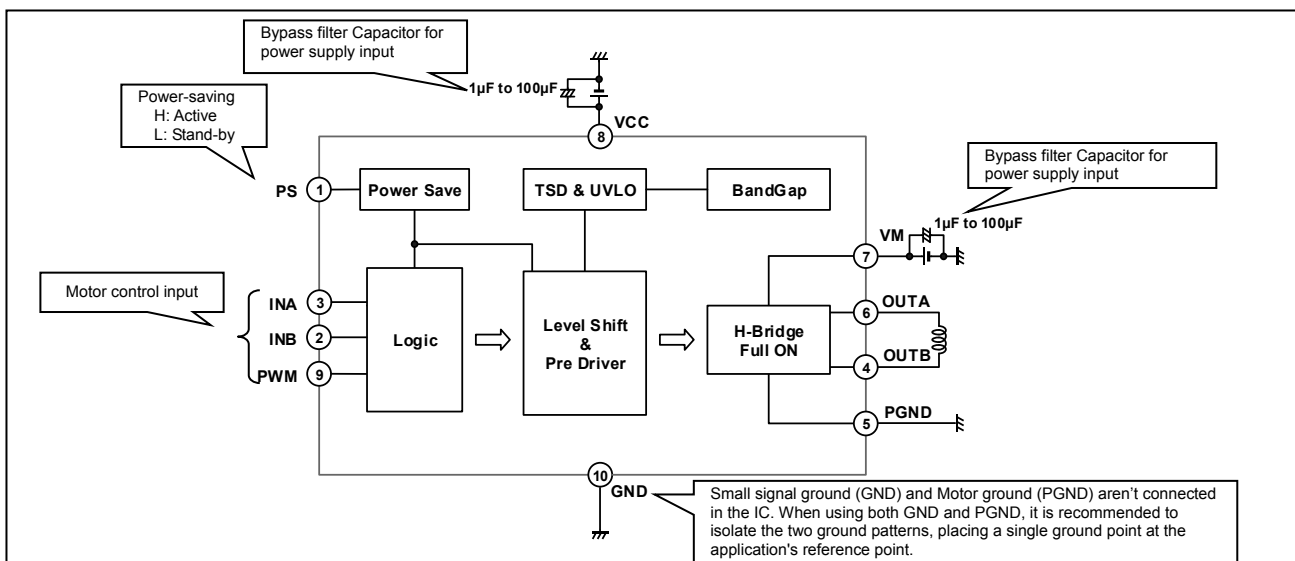 Bypass filter Capacitor for
power supply input
1µF to 100µF
Power-saving
H: Active
L: Stand-by
VCC
8
Bypass filter Capacitor for
power supply input
PS
1
Power Save
TSD & UVLO
BandGap
1µF to 100µF
VM
7
Motor control input
INA
3
INB
2
PWM
9
Logic
Level Shift
&
Pre Driver
H-Bridge
Full ON
OUTA
6
OUTB
4
PGND
5
10
GND
Small signal ground (GND) and Motor ground (PGND) aren't connected
in the IC. When using both GND and PGND, it is recommended to
isolate the two ground patterns, placing a single ground point at the
application's reference point.